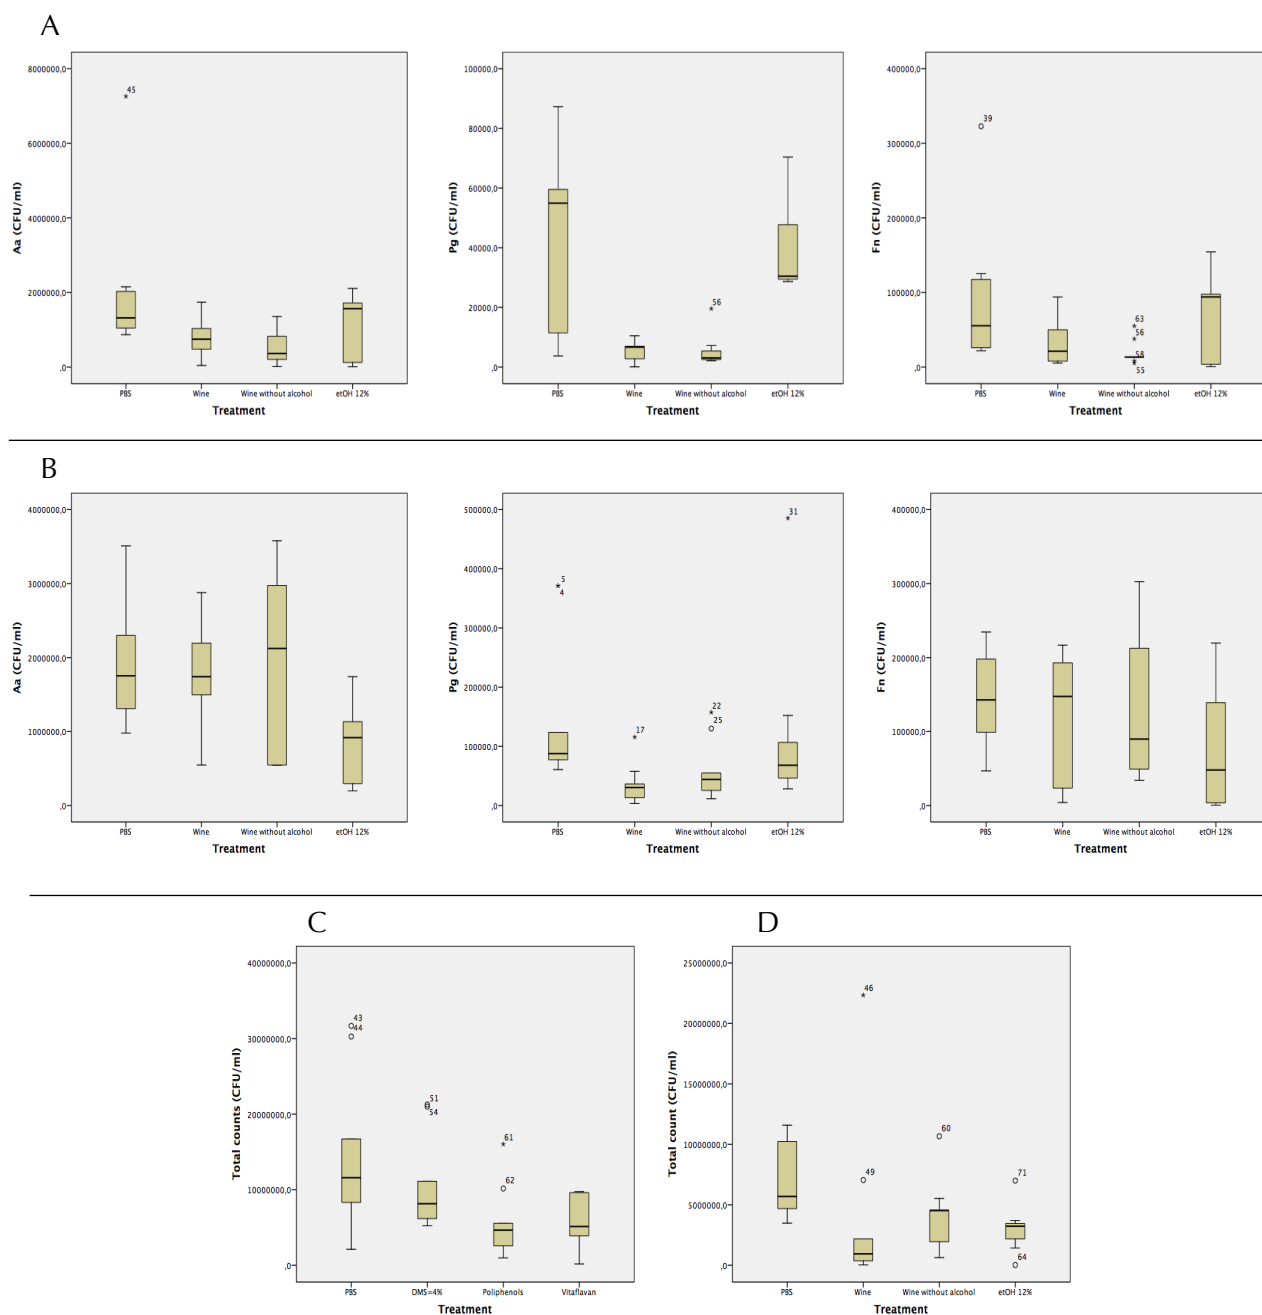 A
8000000,0
6000000,0
4000000,0
2000000,0
,0
Aa (CFU/ml)
45
PBS Wine Wine without alcohol etOH 12%
Treatment
100000,0
80000,0
60000,0
40000,0
20000,0
,0
Pg (CFU/ml)
56
PBS Wine Wine without alcohol etOH 12%
Treatment
400000,0
300000,0
200000,0
100000,0
,0
Fn (CFU/ml)
39
63
56
58
55
PBS Wine Wine without alcohol etOH 12%
Treatment
B
4000000,0
3000000,0
2000000,0
1000000,0
,0
Aa (CFU/ml)
PBS Wine Wine without alcohol etOH 12%
Treatment
500000,0
400000,0
300000,0
200000,0
100000,0
,0
Pg (CFU/ml)
5
4
17
22
25
31
PBS Wine Wine without alcohol etOH 12%
Treatment
400000,0
300000,0
200000,0
100000,0
,0
Fn (CFU/ml)
PBS Wine Wine without alcohol etOH 12%
Treatment
C
40000000,0
30000000,0
20000000,0
10000000,0
,0
Total counts (CFU/ml)
43
44
51
54
61
62
PBS DMS=4% Poliphenols Vitaflavan
Treatment
D
25000000,0
20000000,0
15000000,0
10000000,0
5000000,0
,0
Total count (CFU/ml)
46
49
60
71
64
PBS Wine Wine without alcohol etOH 12%
Treatment